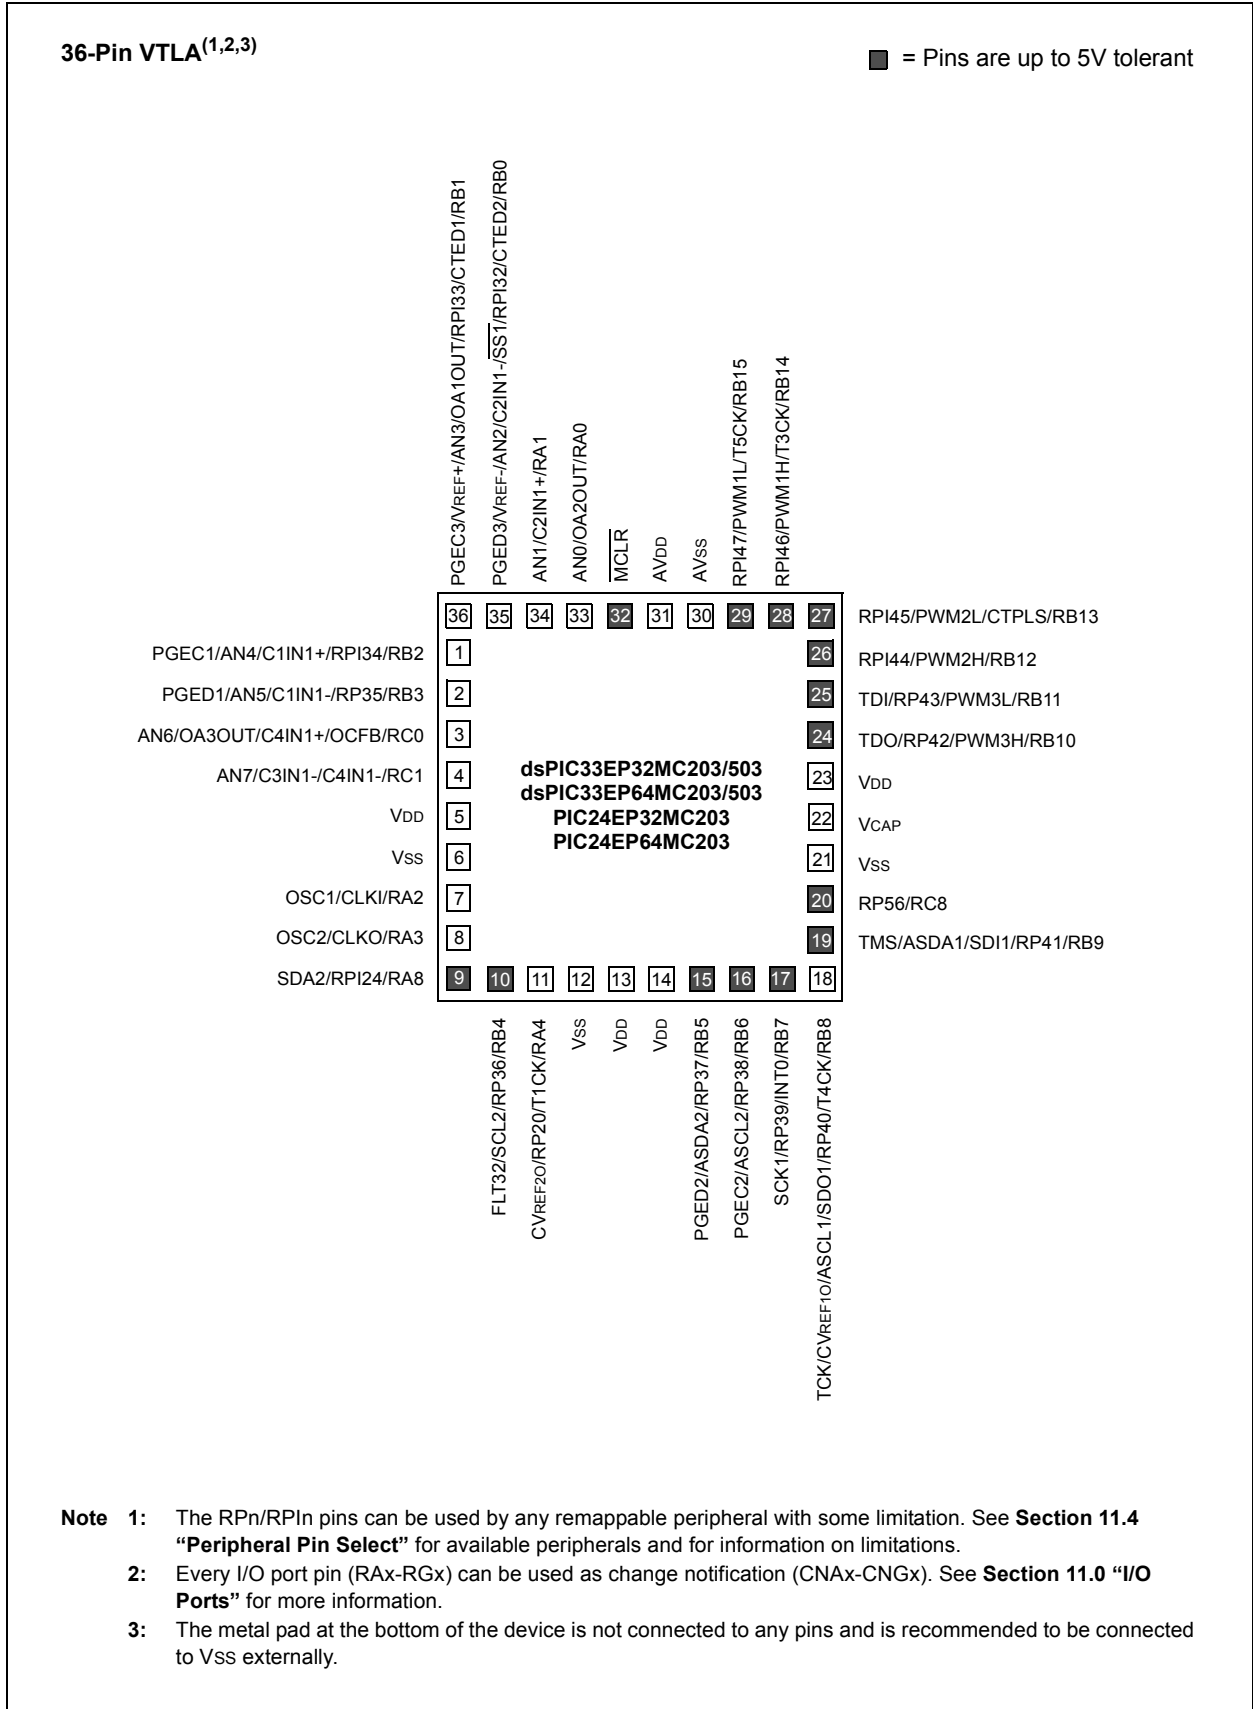 36-Pin VTLA(1,2,3)
= Pins are up to 5V tolerant
PGEC3/VREF+/AN3/OA1OUT/RPI33/CTED1/RB1
PGED3/VREF-/AN2/C2IN1-/SS1/RPI32/CTED2/RB0
AN1/C2IN1+/RA1
AN0/OA2OUT/RA0
MCLR
AVDD
AVSS
RPI47/PWM1L/T5CK/RB15
RPI46/PWM1H/T3CK/RB14
36 35 34 33 32 31 30 29 28 27 RPI45/PWM2L/CTPLS/RB13
PGEC1/AN4/C1IN1+/RPI34/RB2 1 26 RPI44/PWM2H/RB12
PGED1/AN5/C1IN1-/RP35/RB3 2 25 TDI/RP43/PWM3L/RB11
AN6/OA3OUT/C4IN1+/OCFB/RC0 3 24 TDO/RP42/PWM3H/RB10
AN7/C3IN1-/C4IN1-/RC1 4 23 VDD
VDD 5 22 VCAP
VSS 6 21 VSS
OSC1/CLKI/RA2 7 20 RP56/RC8
OSC2/CLKO/RA3 8 19 TMS/ASDA1/SDI1/RP41/RB9
SDA2/RPI24/RA8 9 10 11 12 13 14 15 16 17 18
dsPIC33EP32MC203/503
dsPIC33EP64MC203/503
PIC24EP32MC203
PIC24EP64MC203
FLT32/SCL2/RP36/RB4
CVREF2O/RP20/T1CK/RA4
VSS
VDD
VDD
PGED2/ASDA2/RP37/RB5
PGEC2/ASCL2/RP38/RB6
SCK1/RP39/INT0/RB7
TCK/CVREF1O/ASCL1/SDO1/RP40/T4CK/RB8
Note 1: The RPn/RPIn pins can be used by any remappable peripheral with some limitation. See Section 11.4
“Peripheral Pin Select” for available peripherals and for information on limitations.
2: Every I/O port pin (RAx-RGx) can be used as change notification (CNAx-CNGx). See Section 11.0 “I/O
Ports” for more information.
3: The metal pad at the bottom of the device is not connected to any pins and is recommended to be connected
to VSS externally.